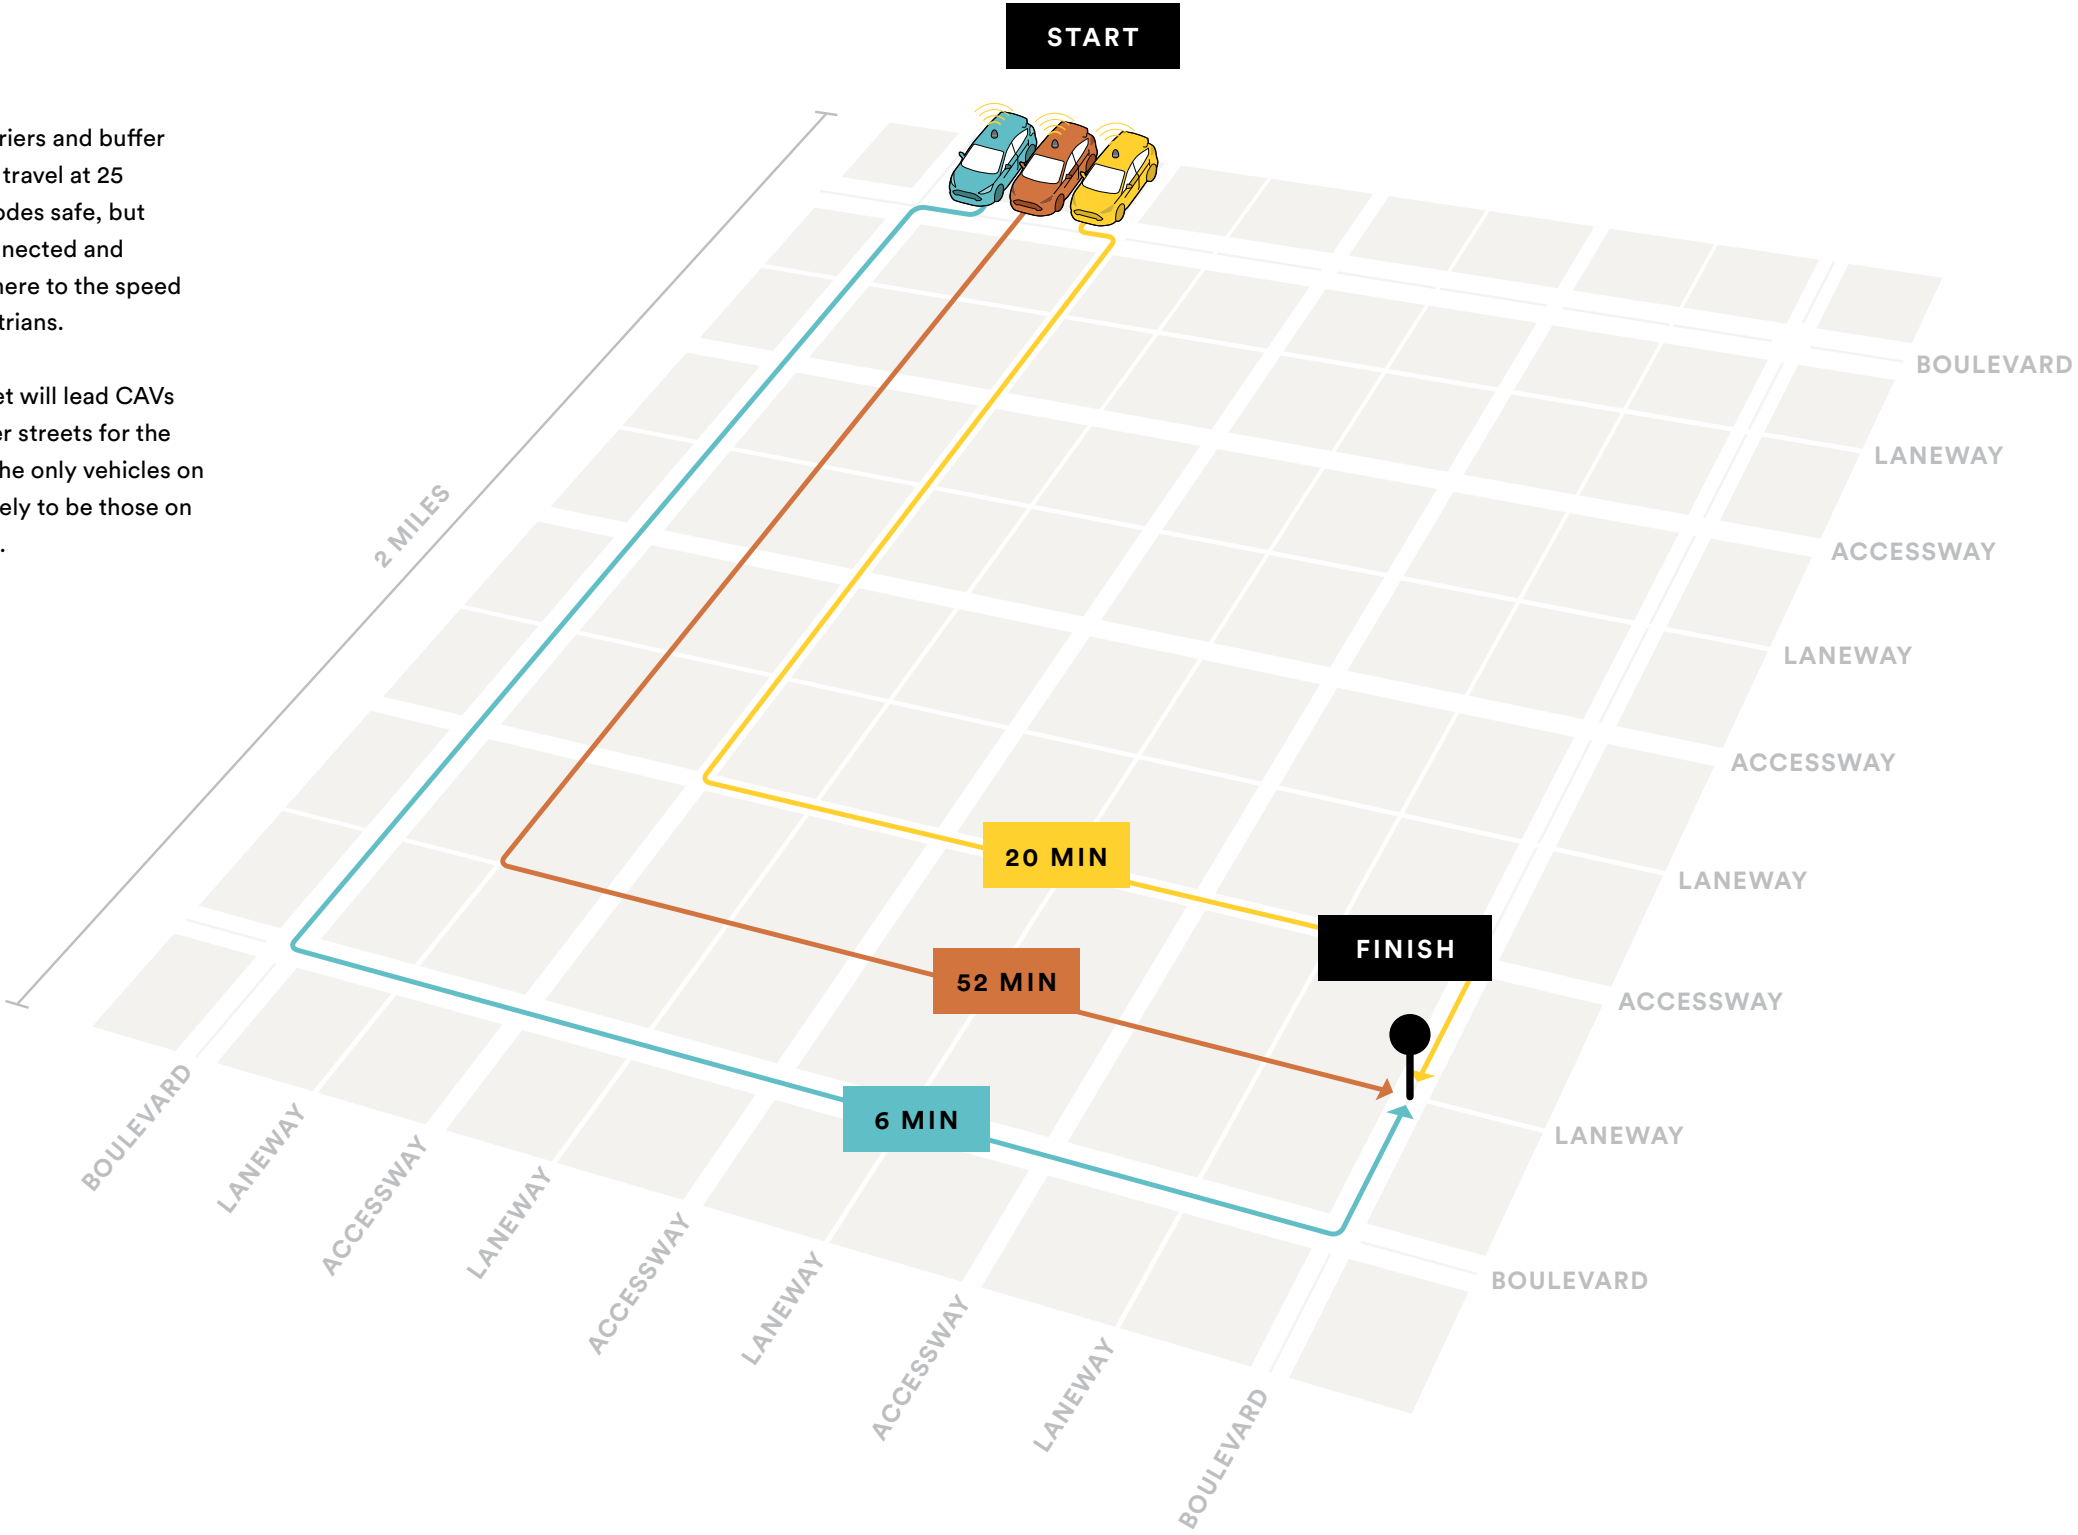 START
riers and buffer
travel at 25
odes safe, but
nnected and
here to the speed
trians.
et will lead CAVs
er streets for the
he only vehicles on
ely to be those on
.
2 MILES
BOULEVARD
LANEWAY
ACCESSWAY
LANEWAY
ACCESSWAY
LANEWAY
ACCESSWAY
LANEWAY
BOULEVARD
20 MIN
FINISH
52 MIN
6 MIN
BOULEVARD
LANEWAY
ACCESSWAY
LANEWAY
ACCESSWAY
LANEWAY
ACCESSWAY
LANEWAY
BOULEVARD